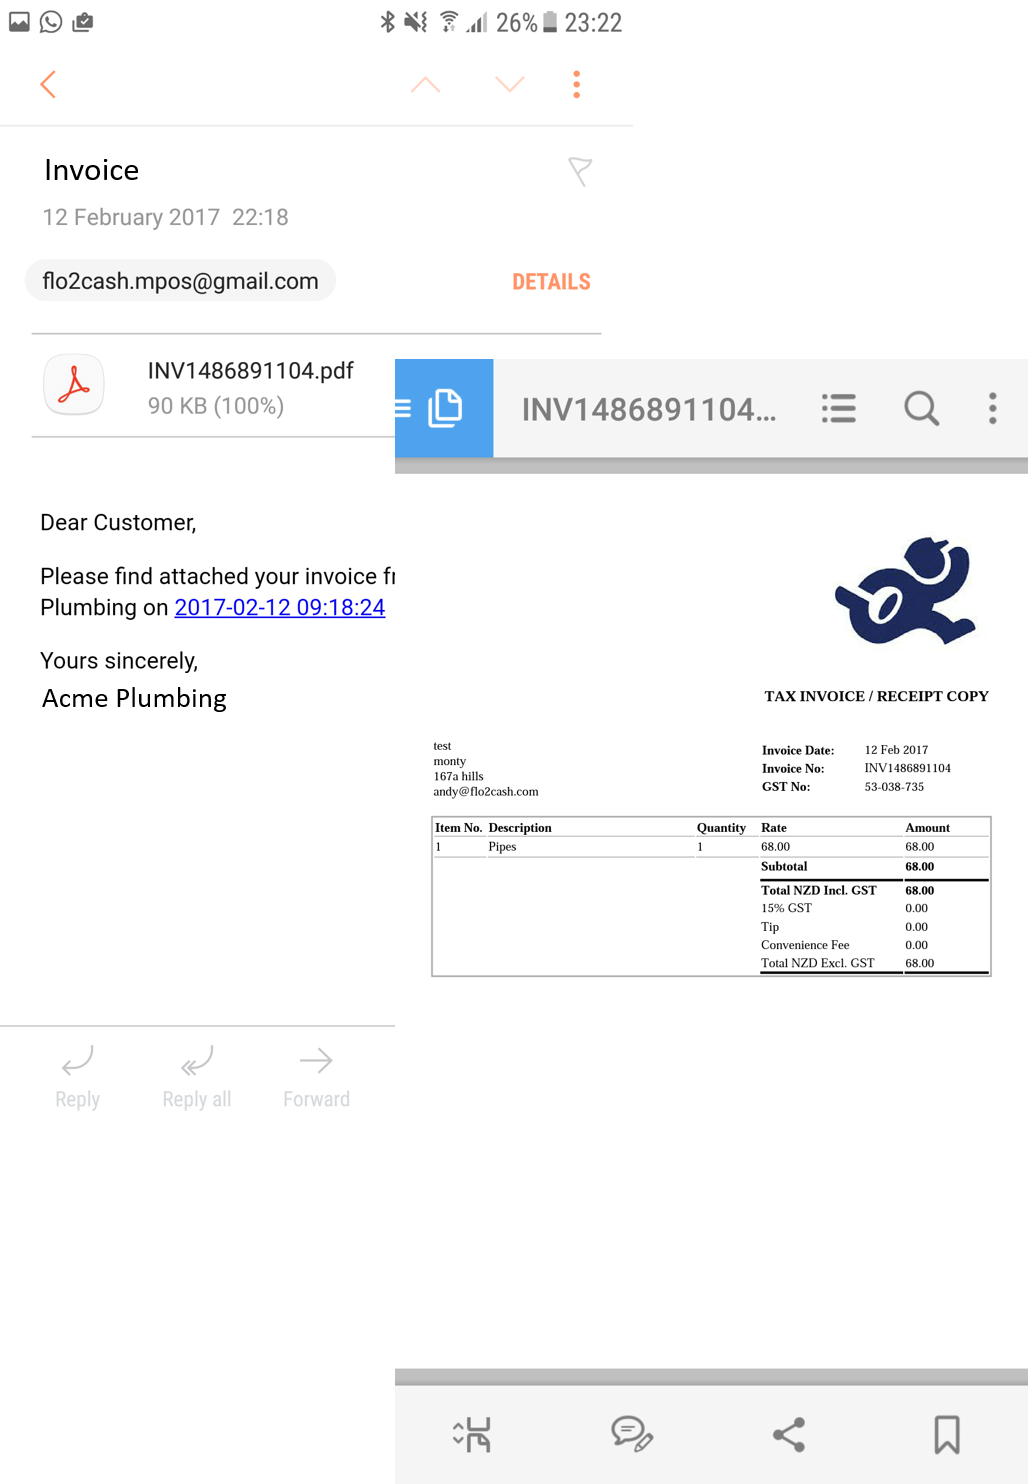 26% 23:22
Invoice
12 February 2017 22:18
flo2cash.mpos@gmail.com
DETAILS
INV1486891104.pdf
90 KB (100%)
Dear Customer,
Please find attached your invoice fr
Plumbing on 2017-02-12 09:18:24
Yours sincerely,
Acme Plumbing
Reply Reply all Forward
INV1486891104...
TAX INVOICE / RECEIPT COPY
test
monty
167a hills
andy@flo2cash.com
Invoice Date: 12 Feb 2017
Invoice No: INV1486891104
GST No: 53-038-735
Item No. Description Quantity Rate Amount
1 Pipes 1 68.00 68.00
Subtotal 68.00
Total NZD Incl. GST 68.00
15% GST 0.00
Tip 0.00
Convenience Fee 0.00
Total NZD Excl. GST 68.00